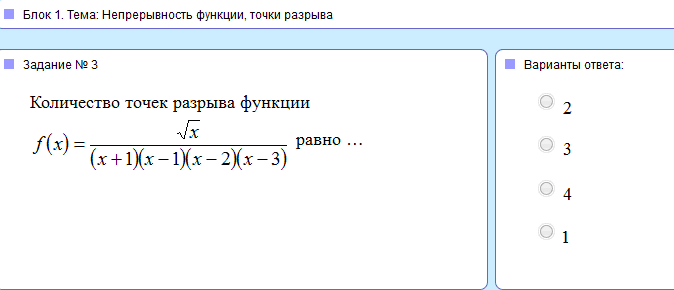 Блок 1. Тема: Непрерывность функции, точки разрыва
Задание № 3
Количество точек разрыва функции
f(x) = √x / (x+1)(x−1)(x−2)(x−3) равно ...
Варианты ответа:
2
3
4
1